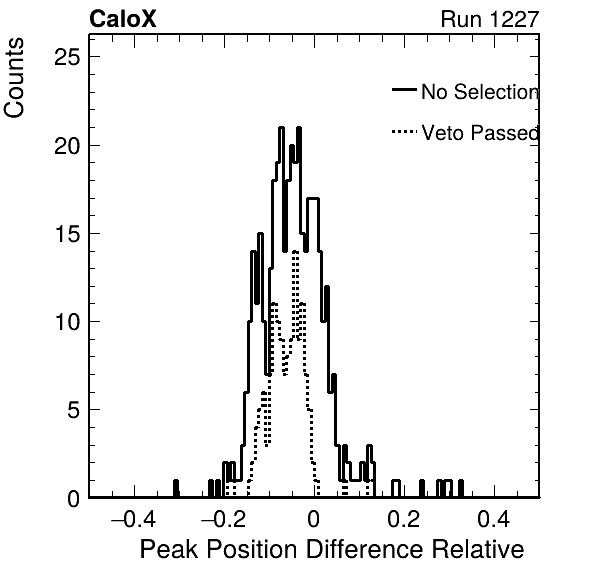 CaloX Run 1227
Counts
25
20
15
10
5
0
No Selection
Veto Passed
−0.4 −0.2 0 0.2 0.4
Peak Position Difference Relative